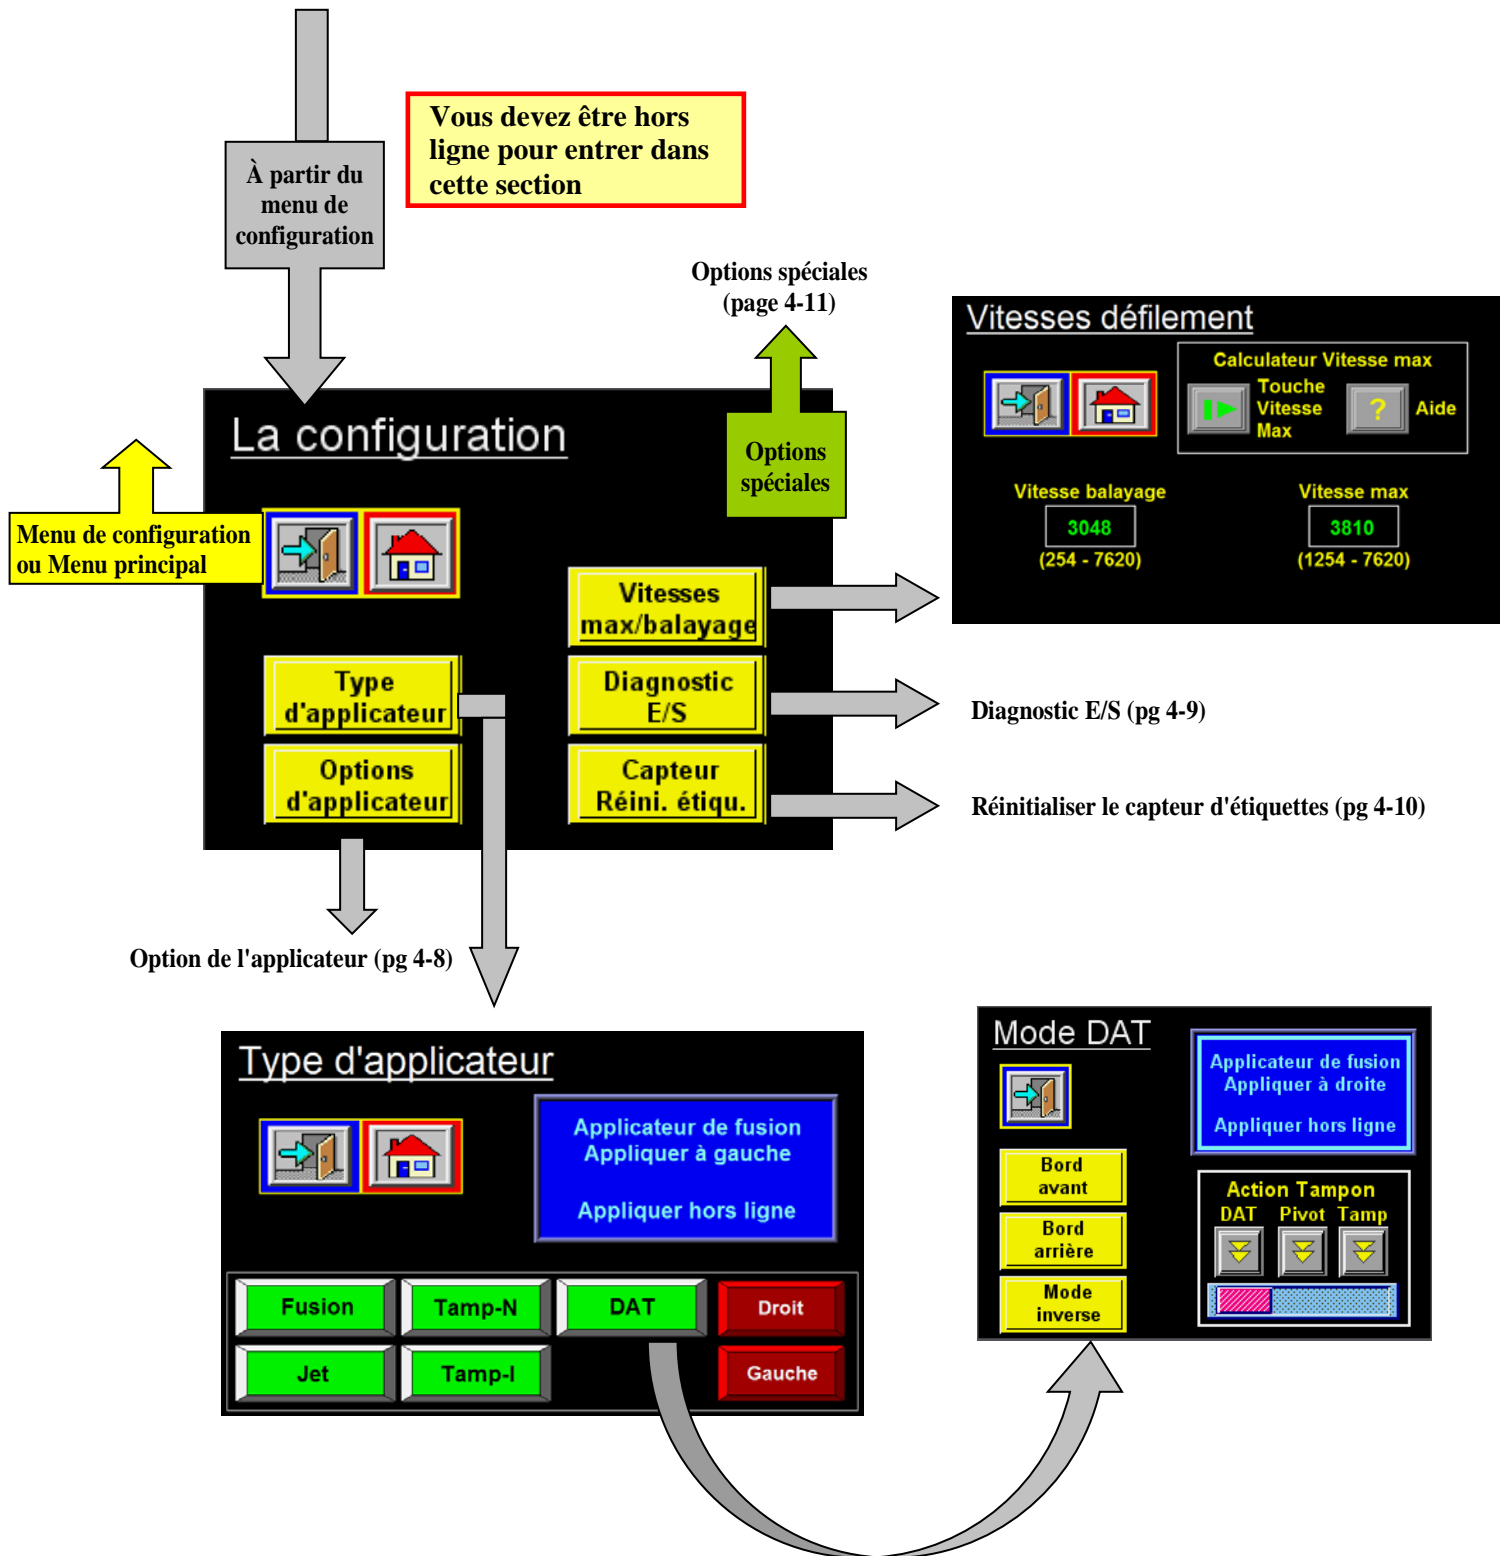 Vous devez être hors
ligne pour entrer dans
cette section
À partir du
menu de
configuration
Options spéciales
(page 4-11)
Options
spéciales
La configuration
Menu de configuration
ou Menu principal
Vitesses
max/balayage
Type
d'applicateur
Diagnostic
E/S
Options
d'applicateur
Capteur
Réini. étiqu.
Vitesses défilement
Calculateur Vitesse max
Touche
Vitesse
Max
?
Aide
Vitesse balayage
3048
(254 - 7620)
Vitesse max
3810
(1254 - 7620)
Diagnostic E/S (pg 4-9)
Réinitialiser le capteur d'étiquettes (pg 4-10)
Option de l'applicateur (pg 4-8)
Type d'applicateur
Applicateur de fusion
Appliquer à gauche
Appliquer hors ligne
Fusion
Tamp-N
DAT
Droit
Jet
Tamp-I
Gauche
Mode DAT
Applicateur de fusion
Appliquer à droite
Appliquer hors ligne
Bord
avant
Bord
arrière
Mode
inverse
Action Tampon
DAT Pivot Tamp